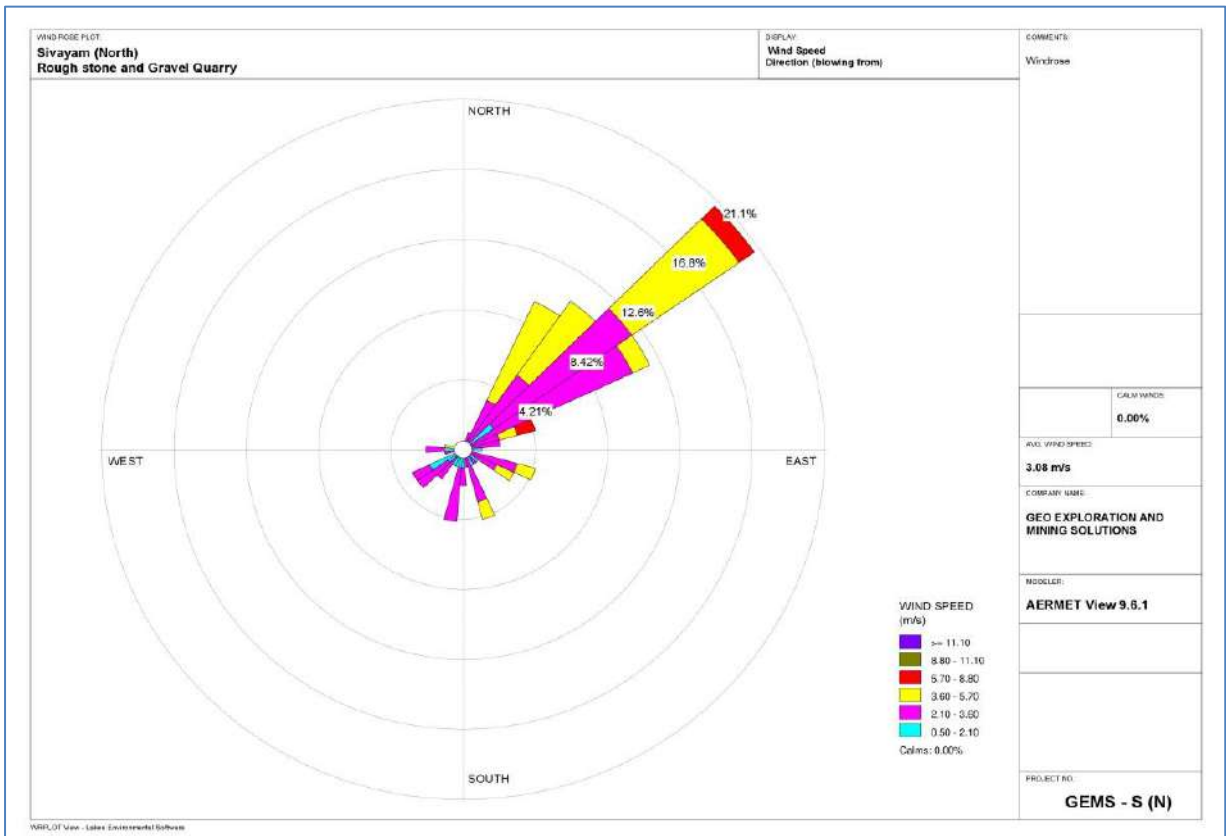 WIND ROSE PLOT:
Sivayam (North)
Rough stone and Gravel Quarry
DISPLAY:
Wind Speed
Direction (blowing from)
COMMENTS:
Windrose
NORTH
21.1%
16.8%
12.6%
8.42%
4.21%
WEST
EAST
SOUTH
WIND SPEED
(m/s)
>= 11.10
8.80 - 11.10
5.70 - 8.80
3.60 - 5.70
2.10 - 3.60
0.50 - 2.10
Calms: 0.00%
CALM WINDS:
0.00%
AVG. WIND SPEED:
3.08 m/s
COMPANY NAME:
GEO EXPLORATION AND
MINING SOLUTIONS
MODELER:
AERMET View 9.6.1
PROJECT NO.:
GEMS - S (N)
WRPLOT View - Lakes Environmental Software